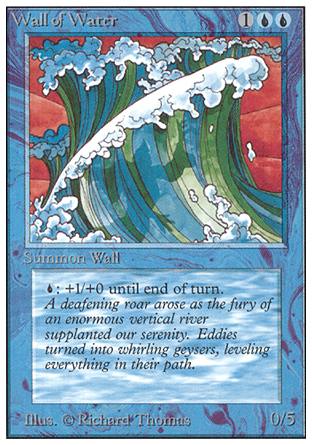 Wall of Water 1
Summon Wall
: +1/+0 until end of turn.
A deafening roar arose as the fury of
an enormous vertical river
supplanted our serenity. Eddies
turned into whirling geysers, leveling
everything in their path.
Illus. © Richard Thomas 0/5